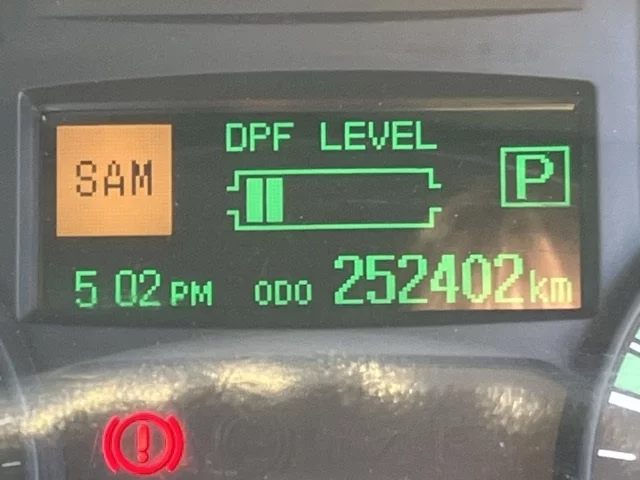 DPF LEVEL
SAM
P
5 02 PM ODO 252402 km